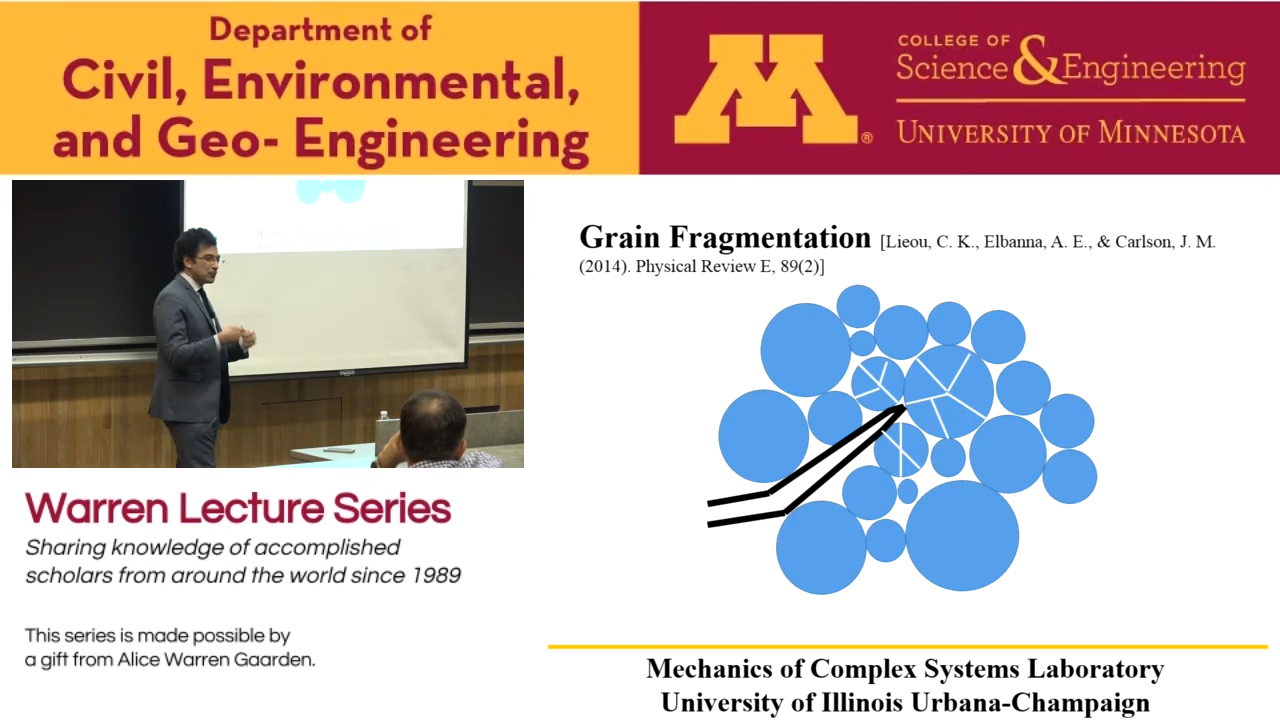 Department of
Civil, Environmental,
and Geo- Engineering
M®
COLLEGE OF
Science & Engineering
UNIVERSITY OF MINNESOTA
Grain Fragmentation [Lieou, C. K., Elbanna, A. E., & Carlson, J. M.
(2014). Physical Review E, 89(2)]
Warren Lecture Series
Sharing knowledge of accomplished
scholars from around the world since 1989
This series is made possible by
a gift from Alice Warren Gaarden.
Mechanics of Complex Systems Laboratory
University of Illinois Urbana-Champaign